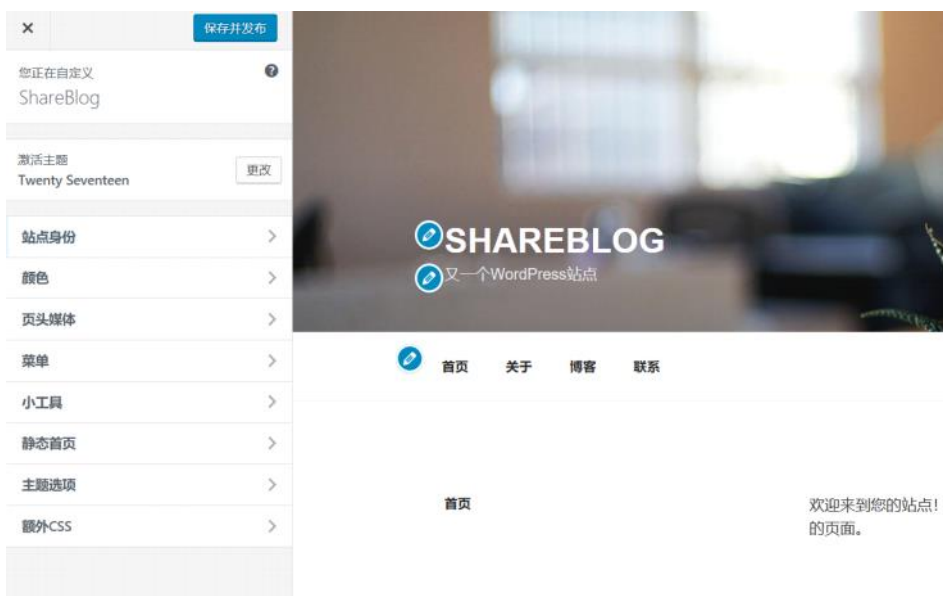 保存并发布
您正在自定义
ShareBlog
激活主题
Twenty Seventeen
更改
站点身份
颜色
页头媒体
菜单
小工具
静态首页
主题选项
额外CSS
SHAREBLOG
又一个WordPress站点
首页 关于 博客 联系
首页
欢迎来到您的站点！
的页面。